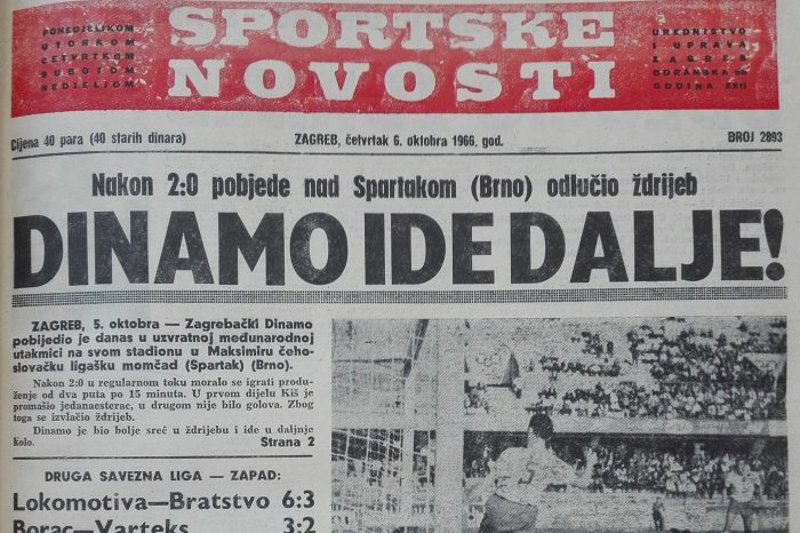 PONEDJELJKOM
UTORKOM
ČETVRTKOM
SUBOTOM
NEDJELJOM
SPORTSKE
NOVOSTI
UREDNIŠTVO
I UPRAVA
ZAGREB
GODINA XXII
Cijena 40 para (40 starih dinara)
ZAGREB, četvrtak 6. oktobra 1966. god.
BROJ 2893
Nakon 2:0 pobjede nad Spartakom (Brno) odlučio ždrijeb
DINAMO IDE DALJE!
ZAGREB, 5. oktobra — Zagrebački Dinamo
pobijedio je danas u uzvratnoj međunarodnoj
utakmici na svom stadionu u Maksimiru čeho-
slovačku ligašku momčad (Spartak) (Brno).
Nakon 2:0 u regularnom toku moralo se igrati produ-
ženje od dva puta po 15 minuta. U prvom dijelu Kiš je
promašio jedanaesterac, u drugom nije bilo golova. Zbog
toga se izvlačio ždrijeb.
Dinamo je bio bolje sreć u ždrijebu i ide u daljnje
kolo.
Strana 2
DRUGA SAVEZNA LIGA — ZAPAD:
Lokomotiva—Bratstvo 6:3
Borac—Varteks 3:2
5